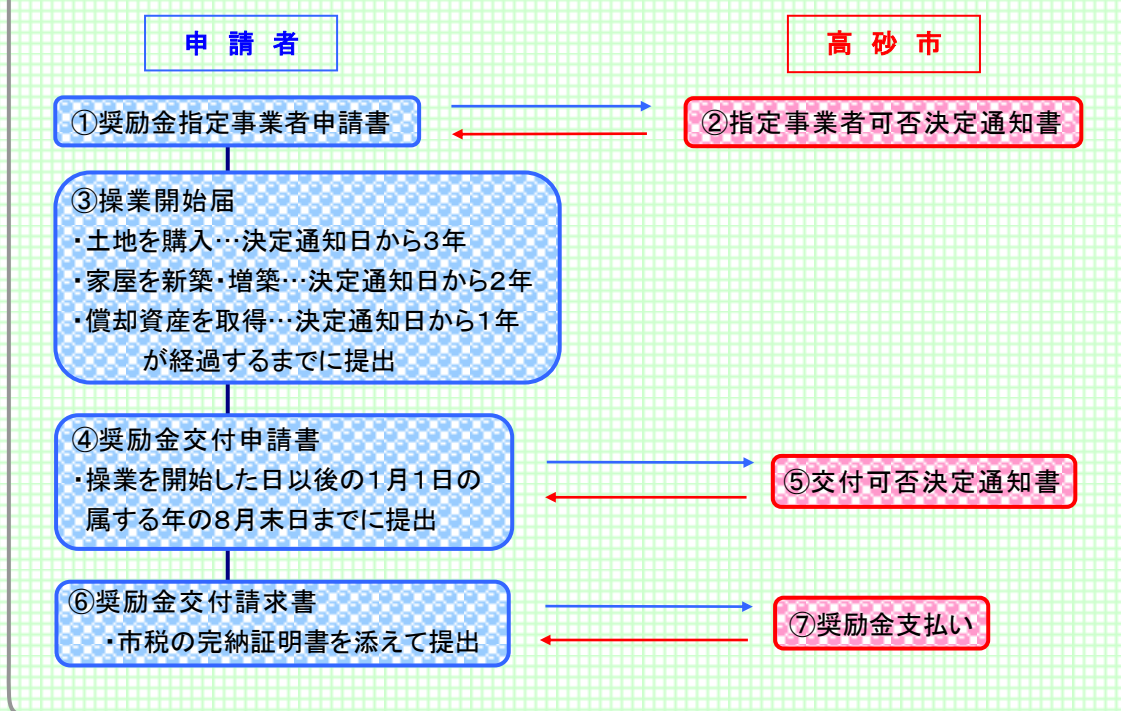 申請者
高砂市
①奨励金指定事業者申請書
②指定事業者可否決定通知書
③操業開始届
・土地を購入…決定通知日から3年
・家屋を新築・増築…決定通知日から2年
・償却資産を取得…決定通知日から1年
が経過するまでに提出
④奨励金交付申請書
・操業を開始した日以後の1月1日の
属する年の8月末日までに提出
⑤交付可否決定通知書
⑥奨励金交付請求書
・市税の完納証明書を添えて提出
⑦奨励金支払い